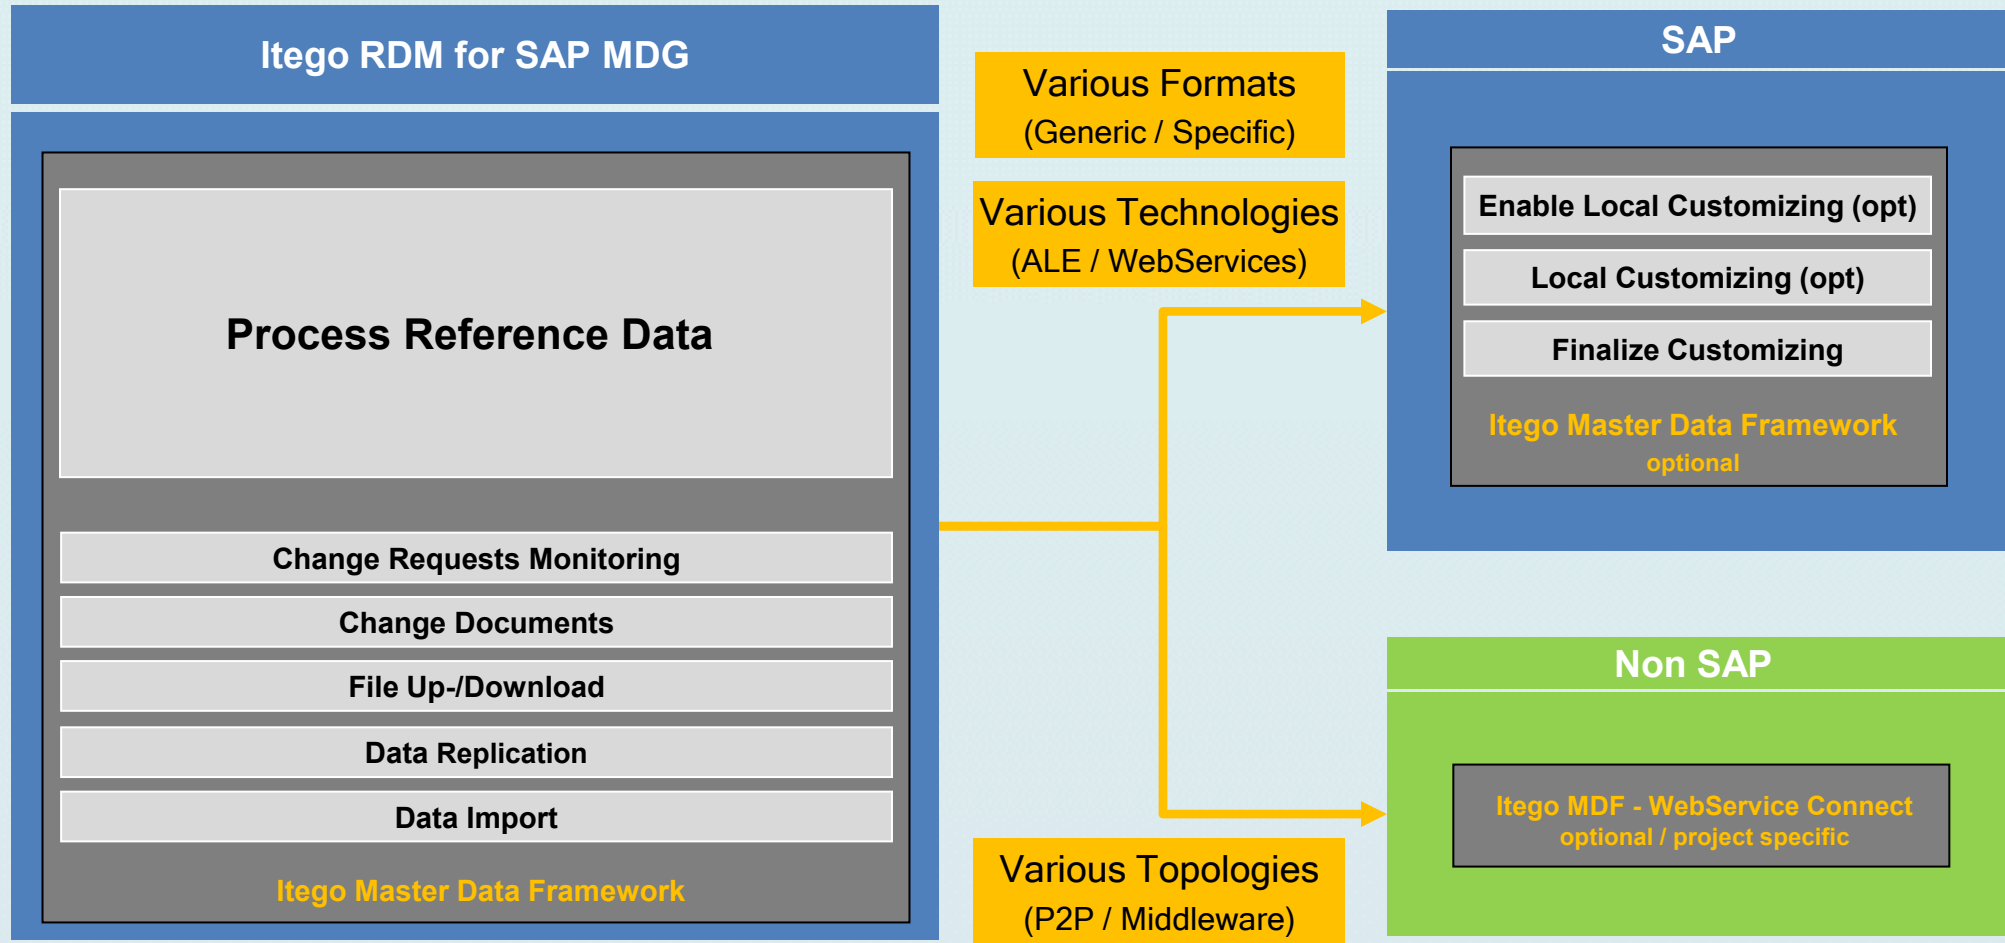 Itego RDM for SAP MDG
Process Reference Data
Change Requests Monitoring
Change Documents
File Up-/Download
Data Replication
Data Import
Itego Master Data Framework
Various Formats
(Generic / Specific)
Various Technologies
(ALE / WebServices)
Various Topologies
(P2P / Middleware)
SAP
Enable Local Customizing (opt)
Local Customizing (opt)
Finalize Customizing
Itego Master Data Framework
optional
Non SAP
Itego MDF - WebService Connect
optional / project specific